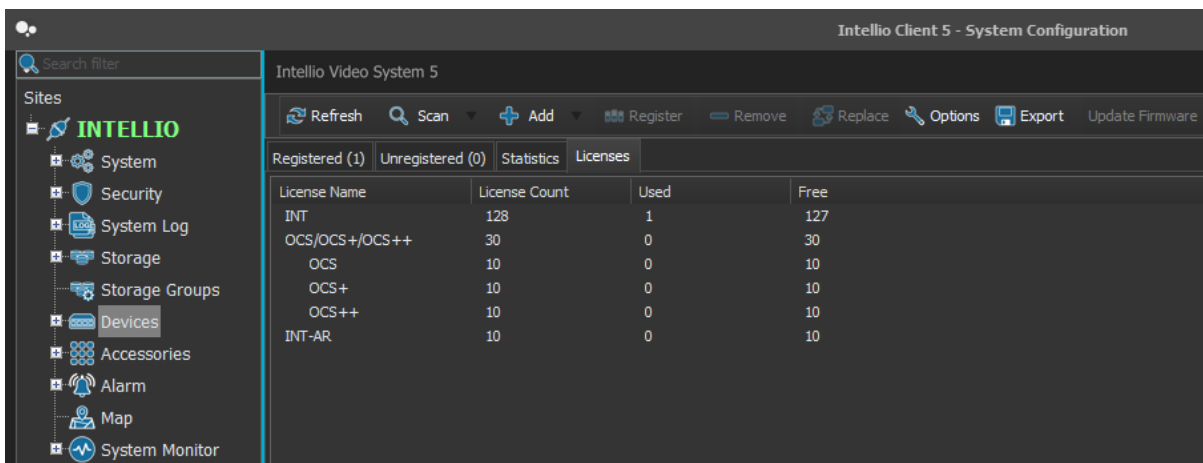 Intellio Client 5 - System Configuration
Search filter
Sites
INTELLIO
System
Security
System Log
Storage
Storage Groups
Devices
Accessories
Alarm
Map
System Monitor
Intellio Video System 5
Refresh Scan Add Register Remove Replace Options Export Update Firmware
Registered (1) Unregistered (0) Statistics Licenses
License Name License Count Used Free
INT 128 1 127
OCS/OCS+/OCS++ 30 0 30
OCS 10 0 10
OCS+ 10 0 10
OCS++ 10 0 10
INT-AR 10 0 10